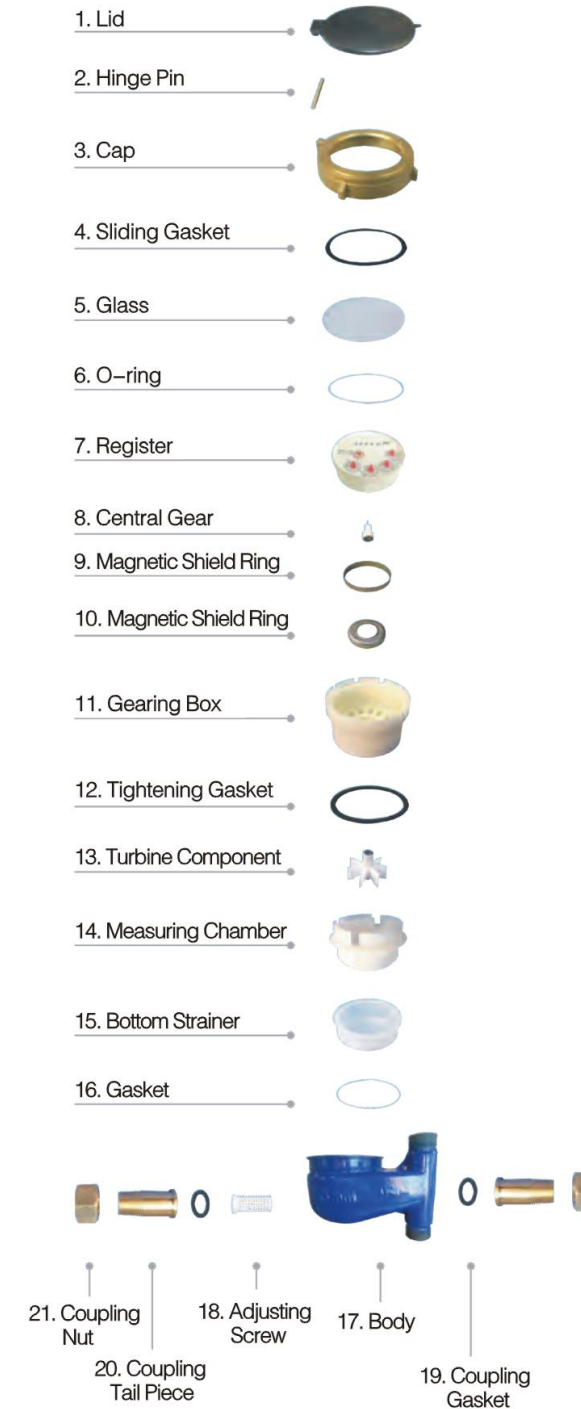 1. Lid
2. Hinge Pin
3. Cap
4. Sliding Gasket
5. Glass
6. O–ring
7. Register
8. Central Gear
9. Magnetic Shield Ring
10. Magnetic Shield Ring
11. Gearing Box
12. Tightening Gasket
13. Turbine Component
14. Measuring Chamber
15. Bottom Strainer
16. Gasket
21. Coupling
Nut
20. Coupling
Tail Piece
18. Adjusting
Screw
17. Body
19. Coupling
Gasket